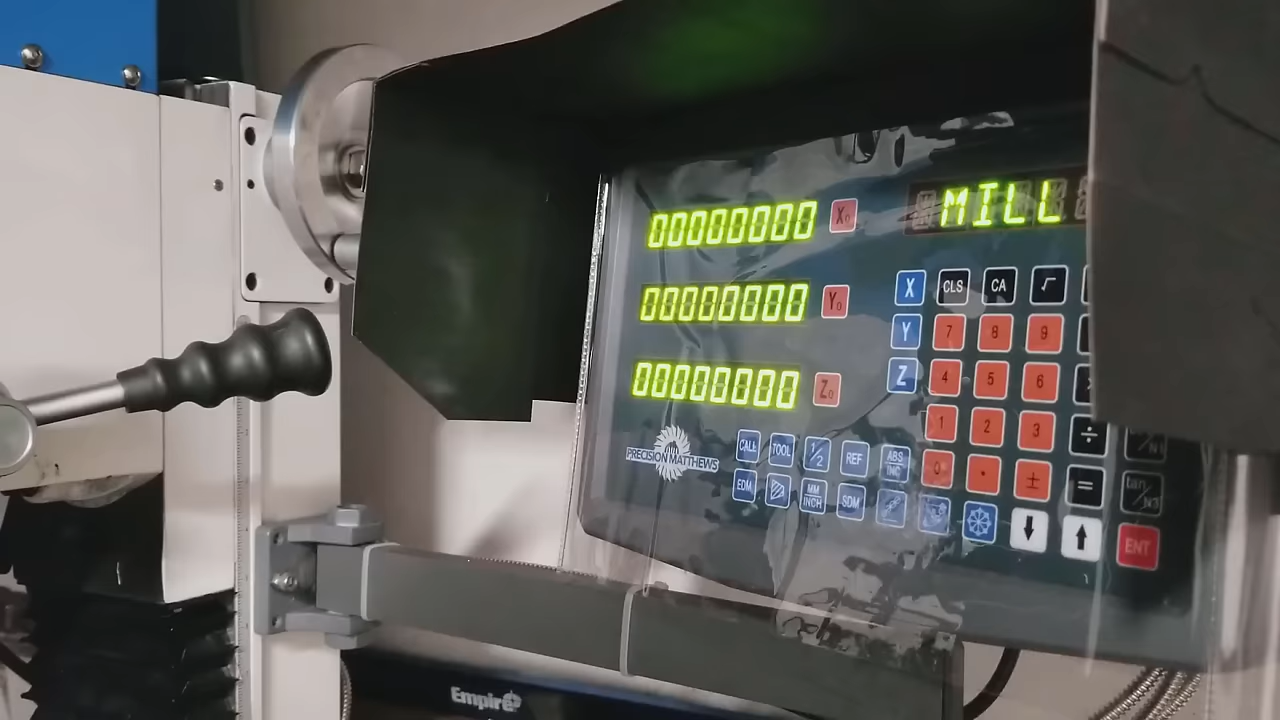 00000000 X0 MILL
00000000 Y0
00000000 Z0
X CLS CA √
Y 7 8 9
Z 4 5 6
1 2 3 ÷
0 . ± =
PRECISION MATTHEWS
CALL TOOL 1/2 REF ABS INC
EDM MM INCH SDM
tan
ENT
Empire